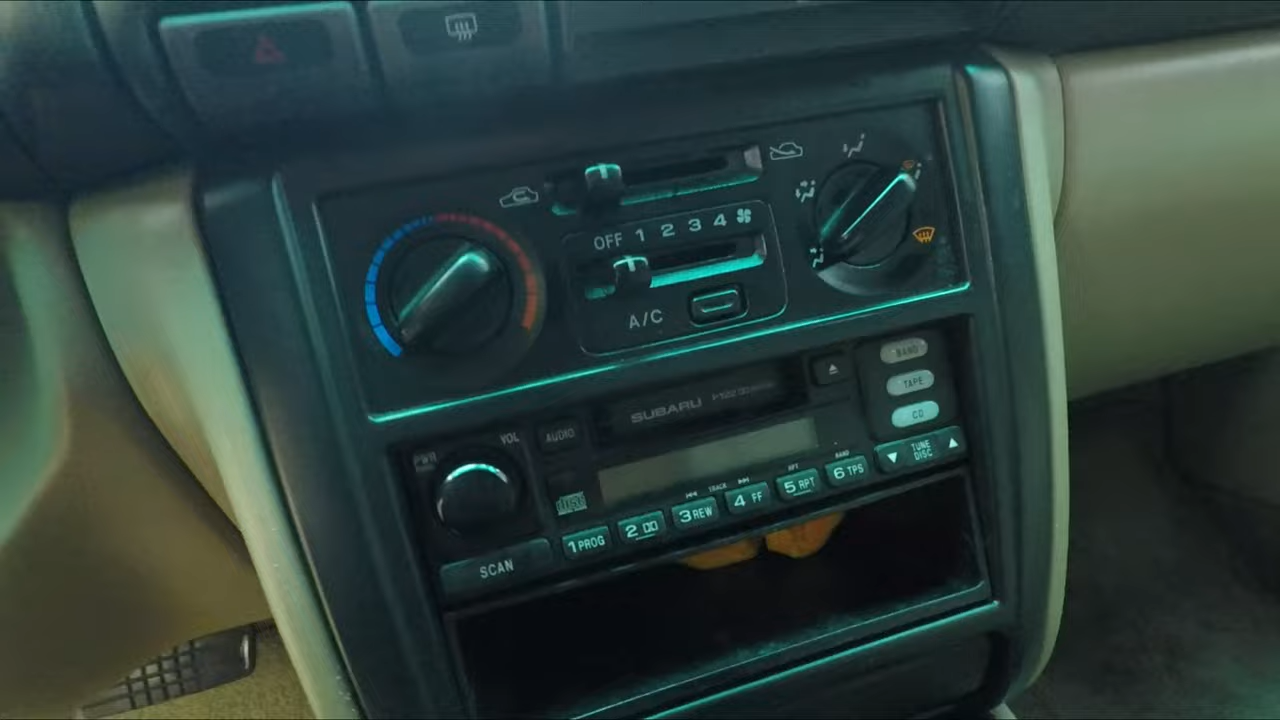 OFF 1 2 3 4
A/C
SUBARU
BAND
TAPE
CD
PWR
VOL
AUDIO
TUNE
DISC
RPT
BAND
TRACK
1 PROG
2
3 REW
4 FF
5 RPT
6 TPS
SCAN